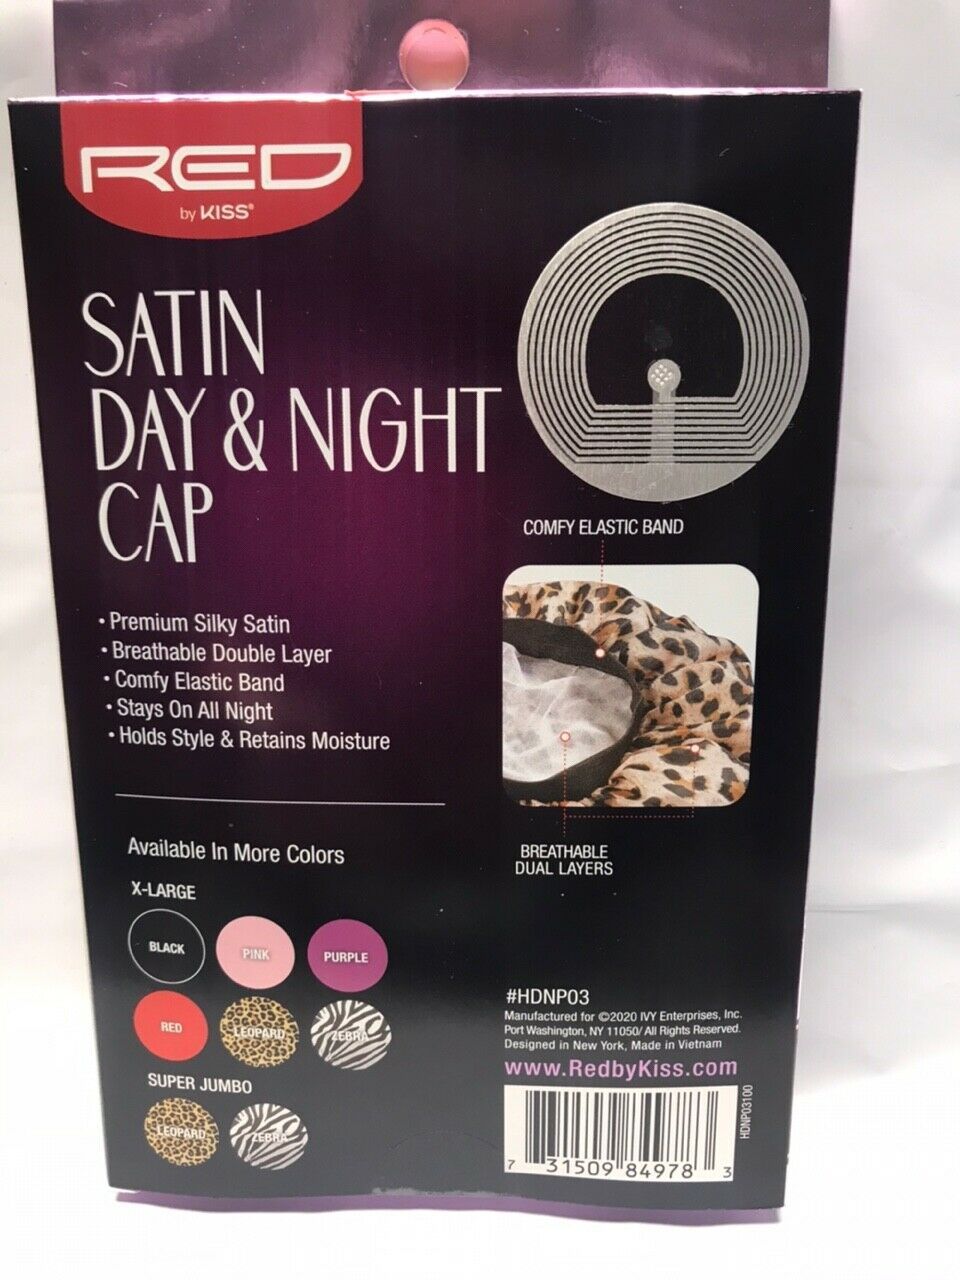 RED
by KISS®
SATIN
DAY & NIGHT
CAP
• Premium Silky Satin
• Breathable Double Layer
• Comfy Elastic Band
• Stays On All Night
• Holds Style & Retains Moisture
Available In More Colors
X-LARGE
BLACK
PINK
PURPLE
RED
LEOPARD
ZEBRA
SUPER JUMBO
LEOPARD
ZEBRA
COMFY ELASTIC BAND
BREATHABLE
DUAL LAYERS
#HDNP03
Manufactured for ©2020 IVY Enterprises, Inc.
Port Washington, NY 11050/ All Rights Reserved.
Designed in New York, Made in Vietnam
www.RedbyKiss.com
7 31509 84978 3
HDNP03100